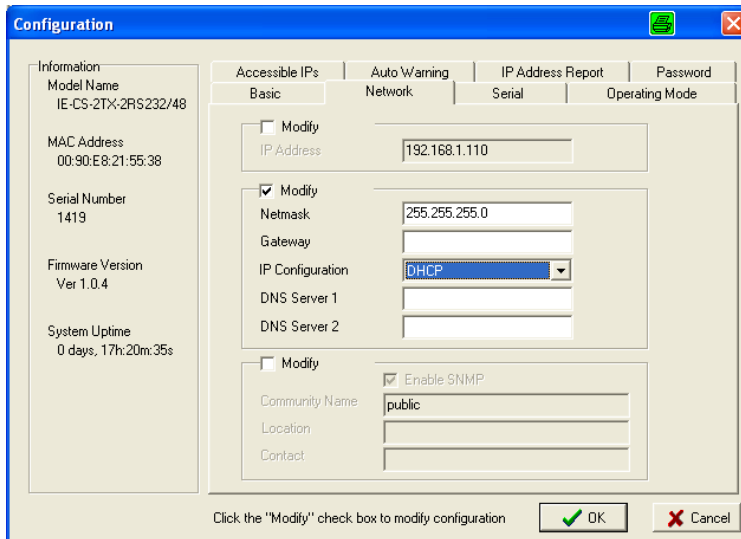 Configuration
Information
Model Name
IE-CS-2TX-2RS232/48
MAC Address
00:90:E8:21:55:38
Serial Number
1419
Firmware Version
Ver 1.0.4
System Uptime
0 days, 17h:20m:35s
Accessible IPs
Auto Warning
IP Address Report
Password
Basic
Network
Serial
Operating Mode
Modify
IP Address 192.168.1.110
Modify
Netmask 255.255.255.0
Gateway
IP Configuration DHCP
DNS Server 1
DNS Server 2
Modify
Enable SNMP
Community Name public
Location
Contact
Click the "Modify" check box to modify configuration
OK
Cancel